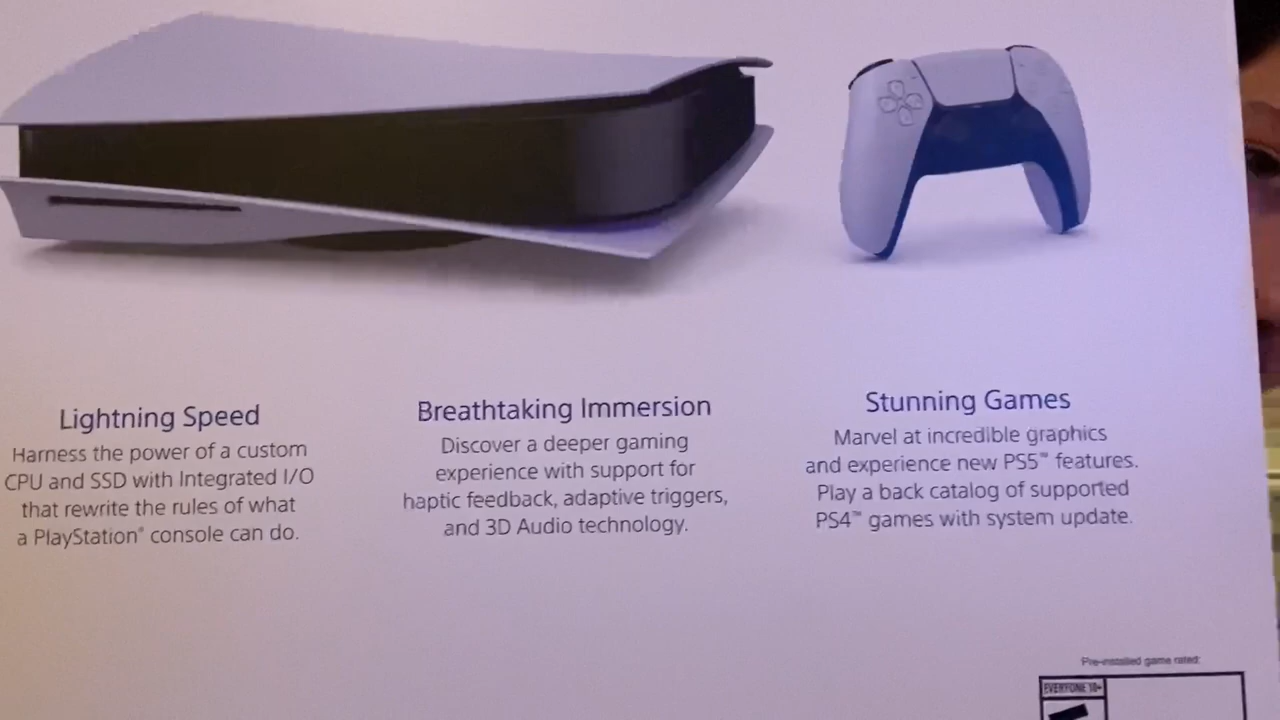 Lightning Speed
Harness the power of a custom
CPU and SSD with Integrated I/O
that rewrite the rules of what
a PlayStation® console can do.
Breathtaking Immersion
Discover a deeper gaming
experience with support for
haptic feedback, adaptive triggers,
and 3D Audio technology.
Stunning Games
Marvel at incredible graphics
and experience new PS5™ features.
Play a back catalog of supported
PS4™ games with system update.
Pre-installed game rated:
EVERYONE 10+